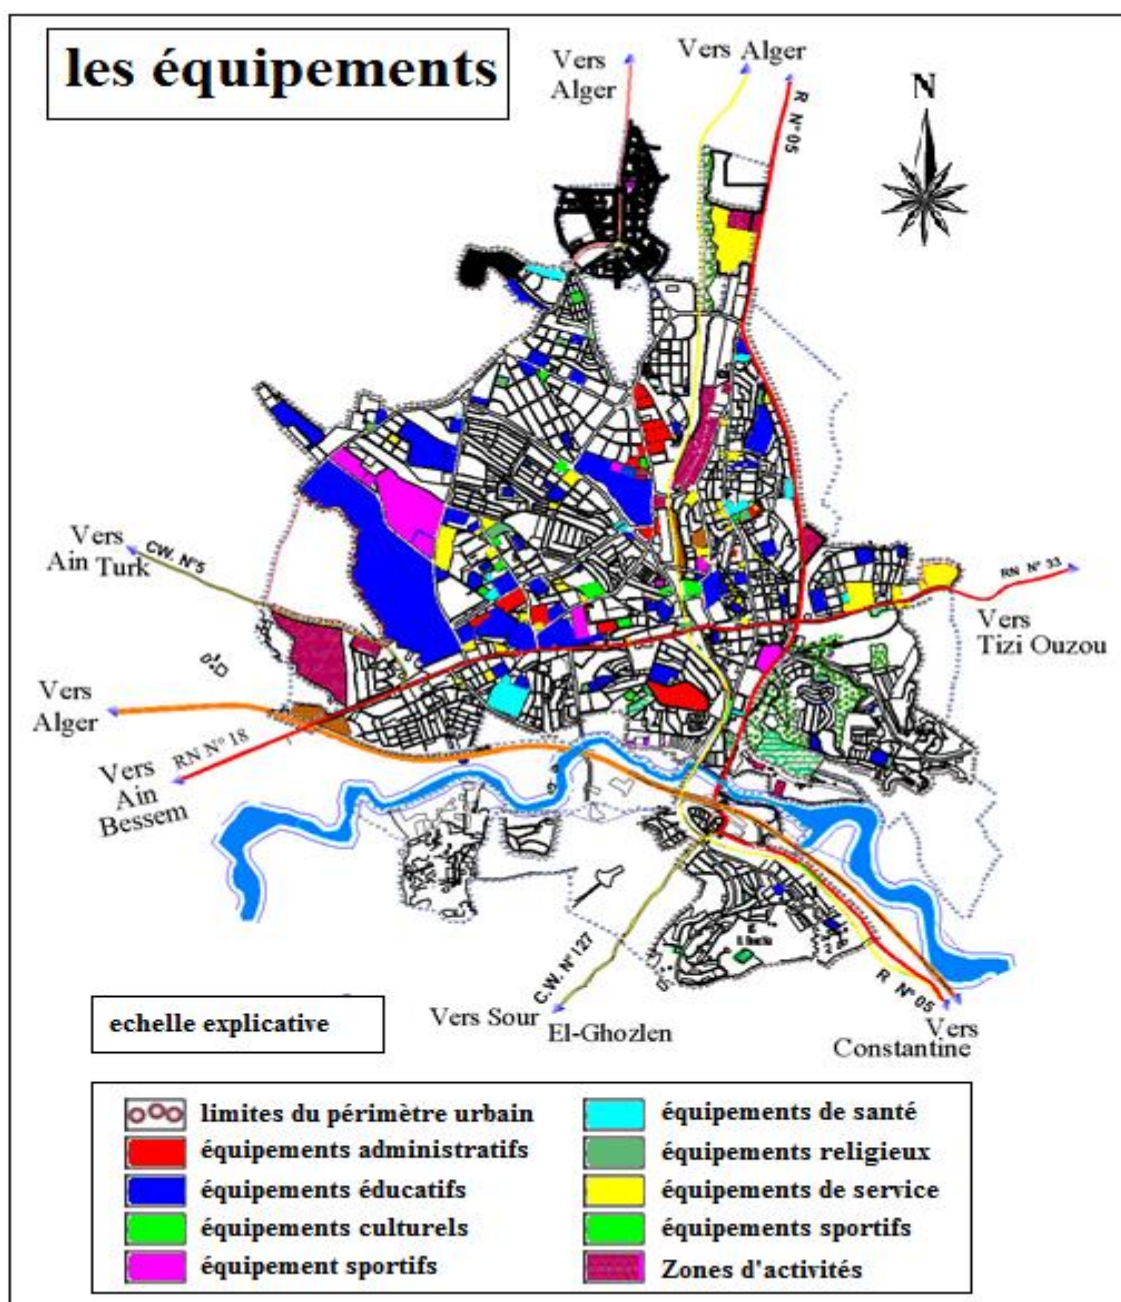 les équipements
Vers
Alger
Vers Alger
R N° 05
N
Vers
Ain Turk
CW. N°5
RN N° 33
Vers
Tizi Ouzou
Vers
Alger
RN N° 18
Vers
Ain
Bessem
C.W. N°127
R N° 05
Vers Sour
El-Ghozlen
Vers
Constantine
echelle explicative
limites du périmètre urbain
équipements administratifs
équipements éducatifs
équipements culturels
équipement sportifs
équipements de santé
équipements religieux
équipements de service
équipements sportifs
Zones d'activités